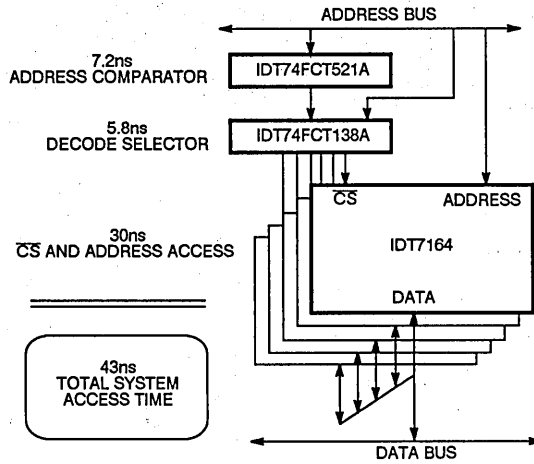 ADDRESS BUS
7.2ns
ADDRESS COMPARATOR
IDT74FCT521A
5.8ns
DECODE SELECTOR
IDT74FCT138A
CS
ADDRESS
30ns
CS AND ADDRESS ACCESS
IDT7164
DATA
43ns
TOTAL SYSTEM
ACCESS TIME
DATA BUS